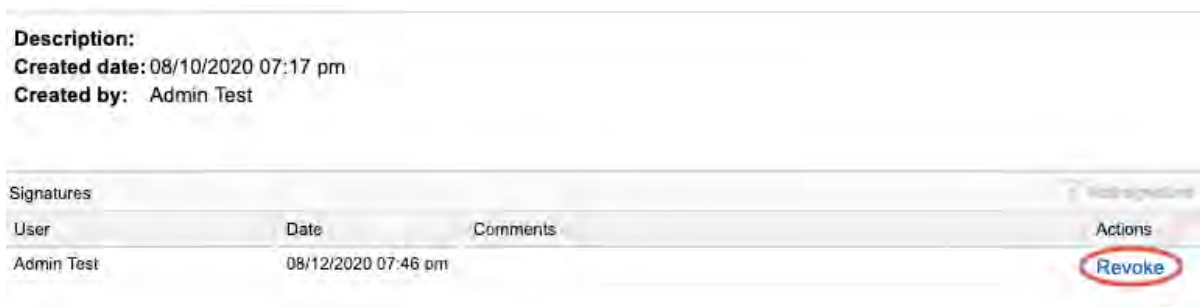 Description:
Created date: 08/10/2020 07:17 pm
Created by: Admin Test
Signatures
User Date Comments Actions
Admin Test 08/12/2020 07:46 pm Revoke